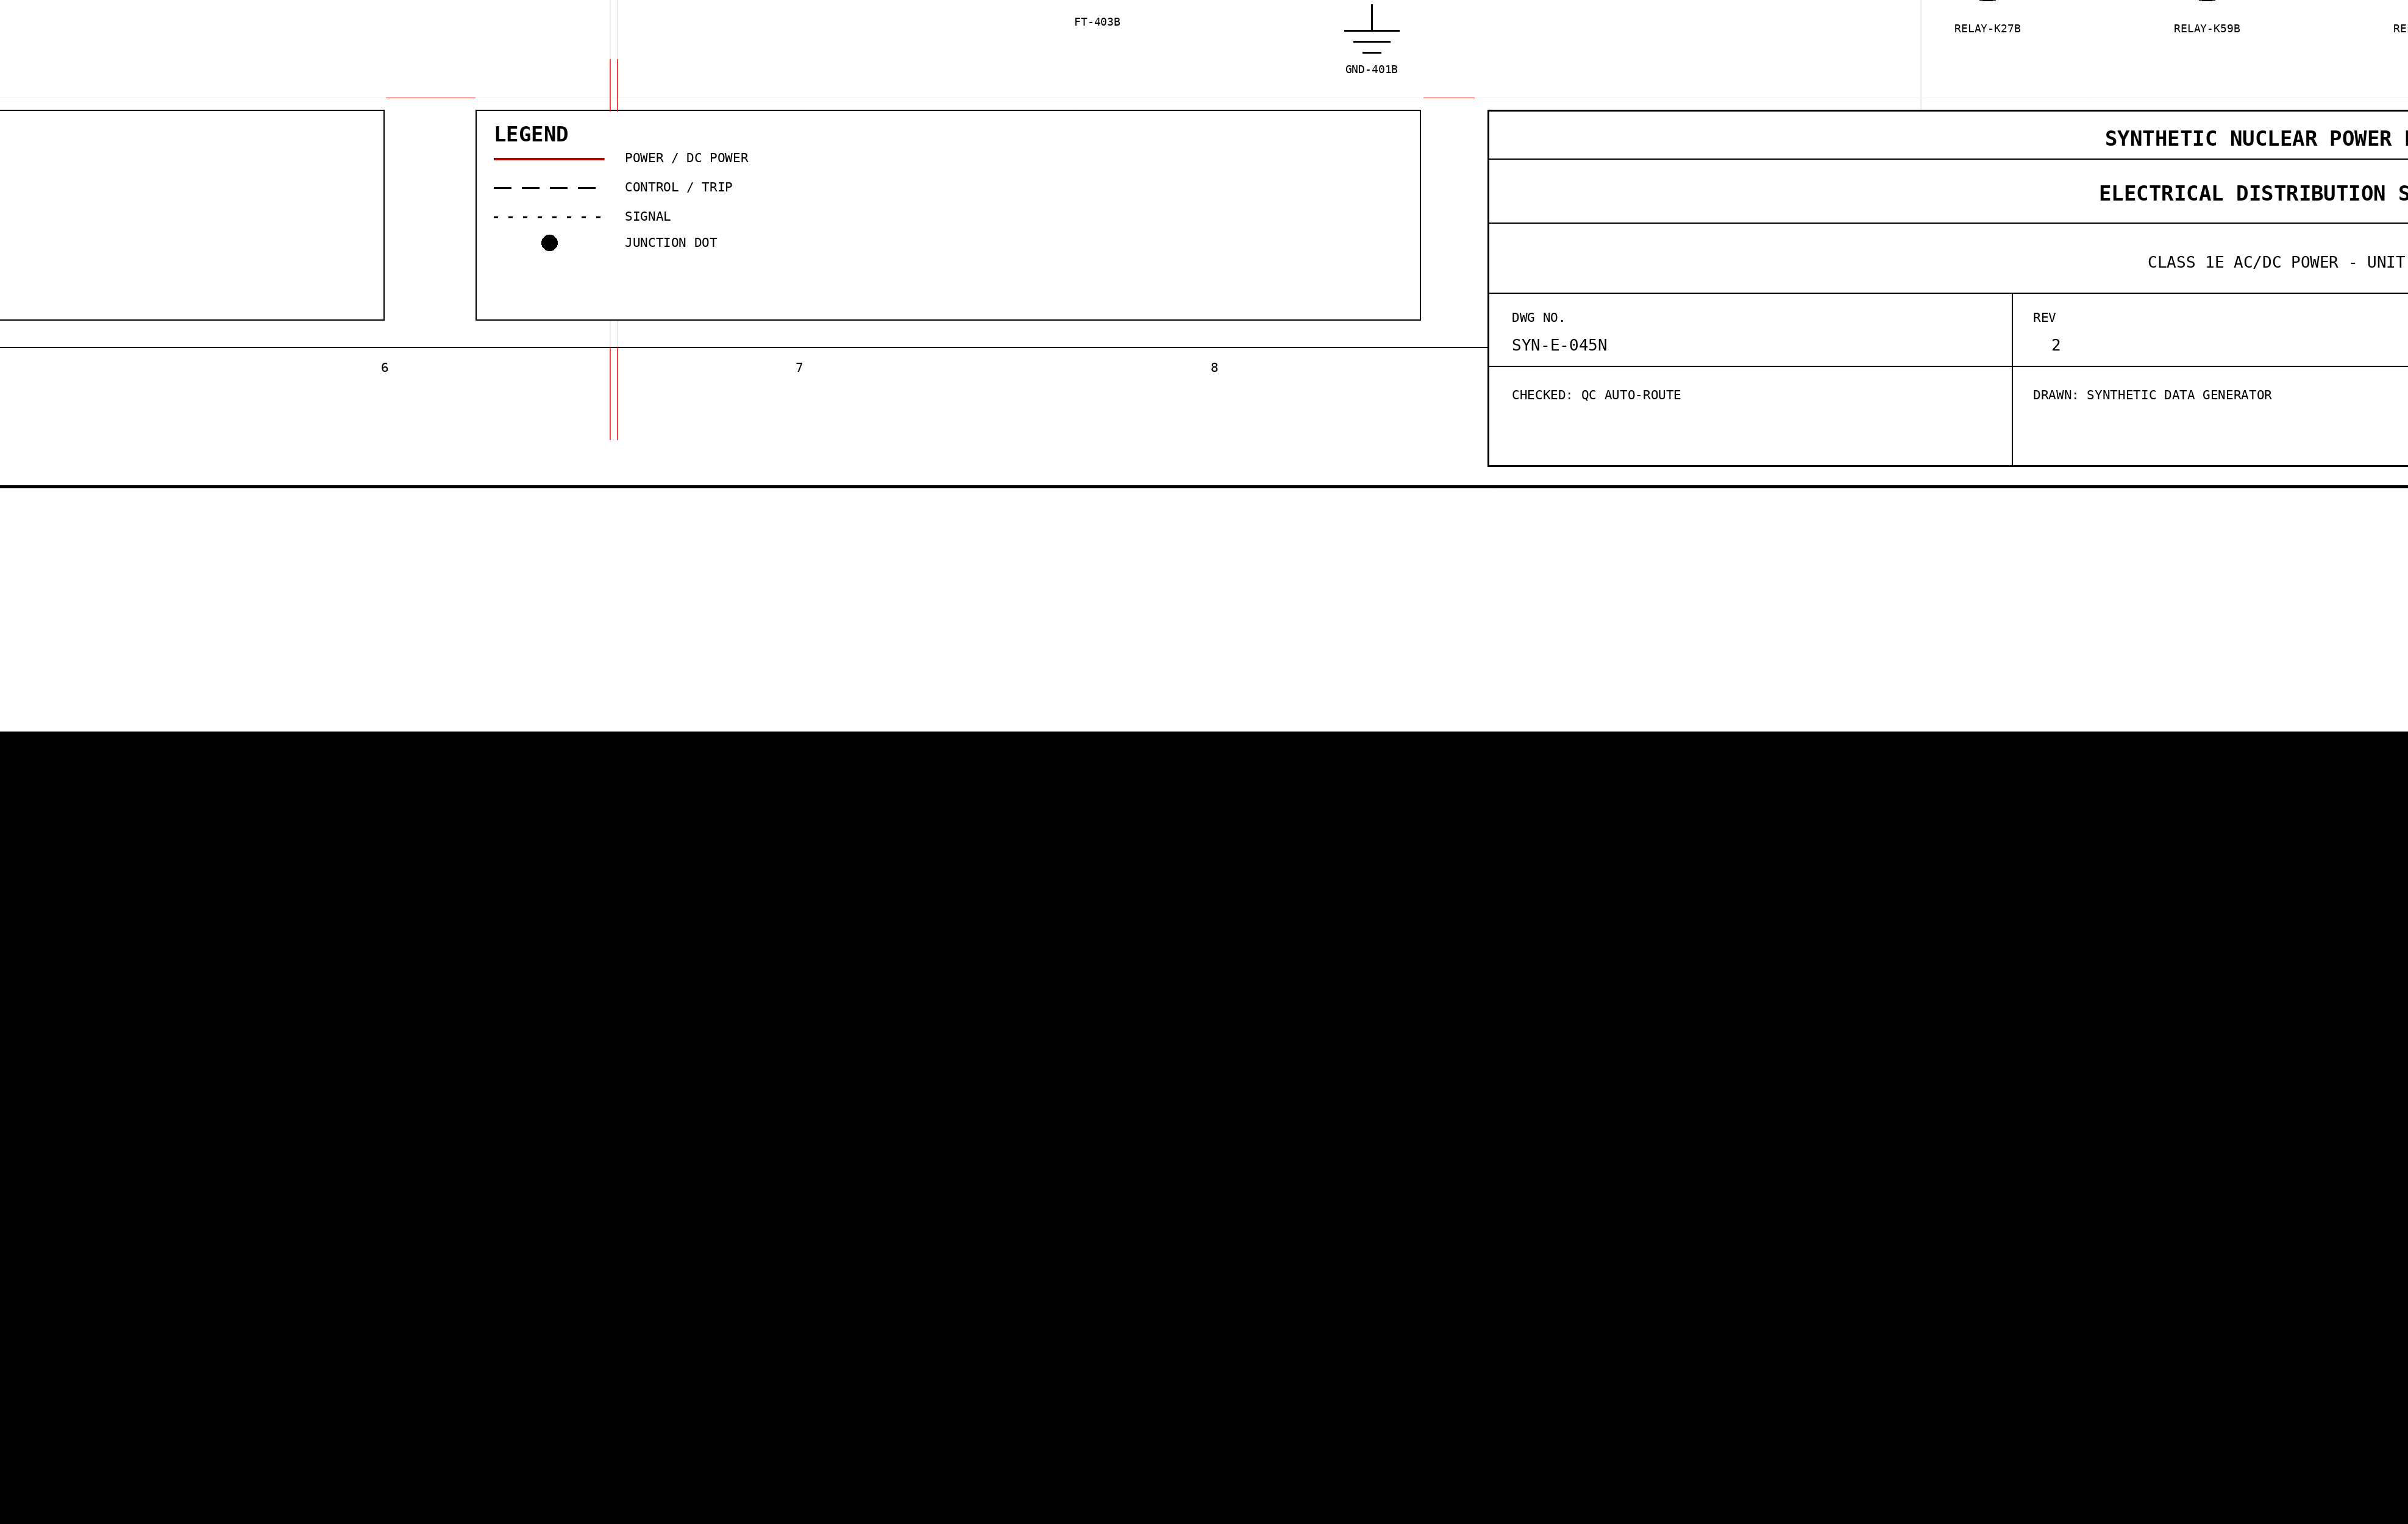 FT-403B
GND-401B
RELAY-K27B
RELAY-K59B
RE
LEGEND
POWER / DC POWER
CONTROL / TRIP
SIGNAL
JUNCTION DOT
SYNTHETIC NUCLEAR POWER
ELECTRICAL DISTRIBUTION S
CLASS 1E AC/DC POWER - UNIT
DWG NO.
SYN-E-045N
REV
2
CHECKED: QC AUTO-ROUTE
DRAWN: SYNTHETIC DATA GENERATOR
6
7
8